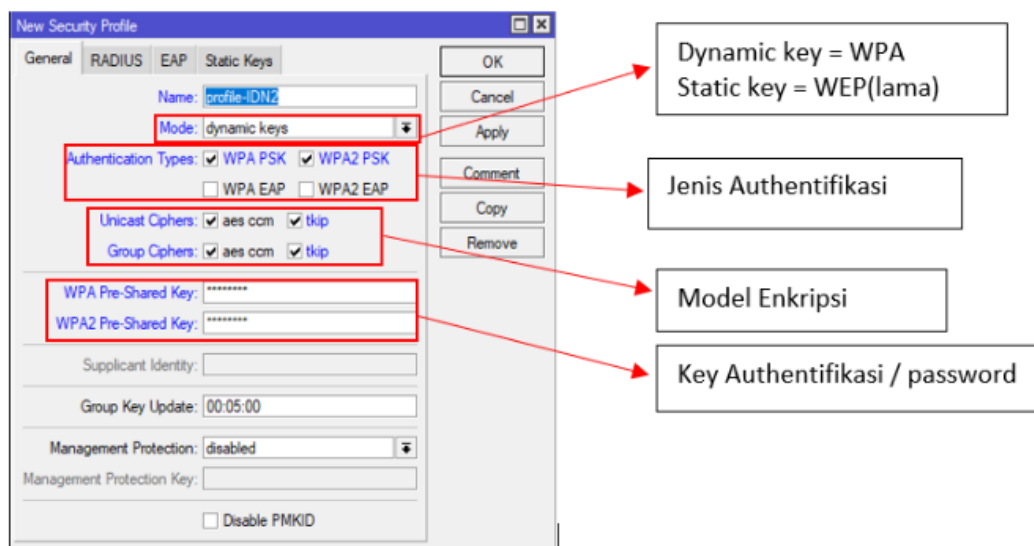 New Security Profile
General RADIUS EAP Static Keys
Name: profile-IDN2
Mode: dynamic keys
Authentication Types: WPA PSK WPA2 PSK
WPA EAP WPA2 EAP
Unicast Ciphers: aes ccm tkip
Group Ciphers: aes ccm tkip
WPA Pre-Shared Key: ********
WPA2 Pre-Shared Key: ********
Supplicant Identity:
Group Key Update: 00:05:00
Management Protection: disabled
Management Protection Key:
Disable PMKID
OK
Cancel
Apply
Comment
Copy
Remove
Dynamic key = WPA
Static key = WEP(lama)
Jenis Authentifikasi
Model Enkripsi
Key Authentifikasi / password